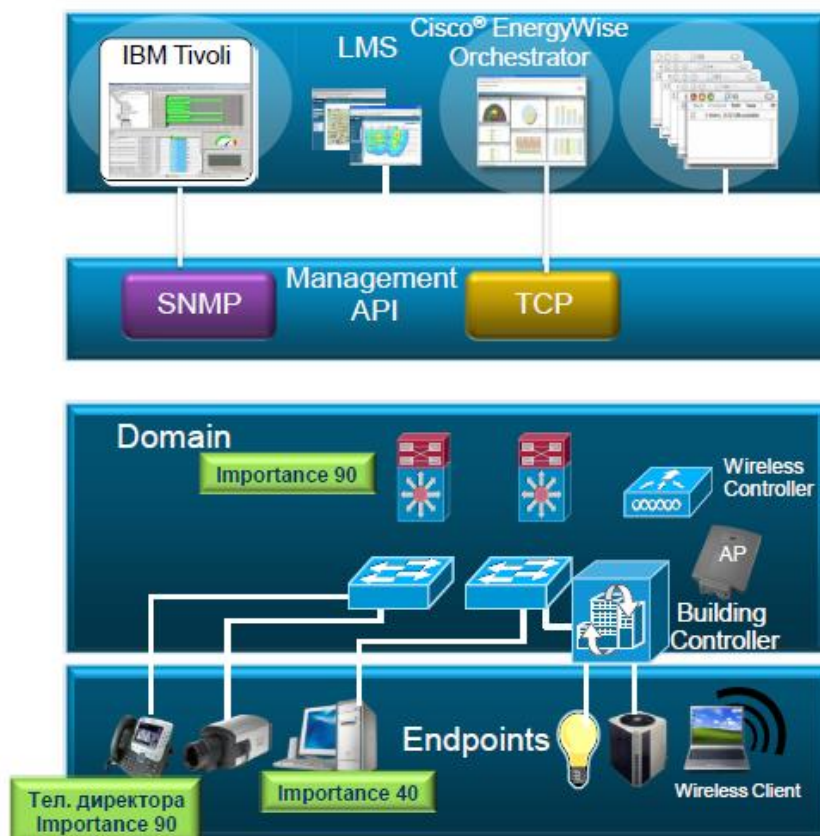 IBM Tivoli
LMS
Cisco® EnergyWise
Orchestrator
SNMP
Management
API
TCP
Domain
Importance 90
Wireless
Controller
AP
Building
Controller
Endpoints
Тел. директора
Importance 90
Importance 40
Wireless Client